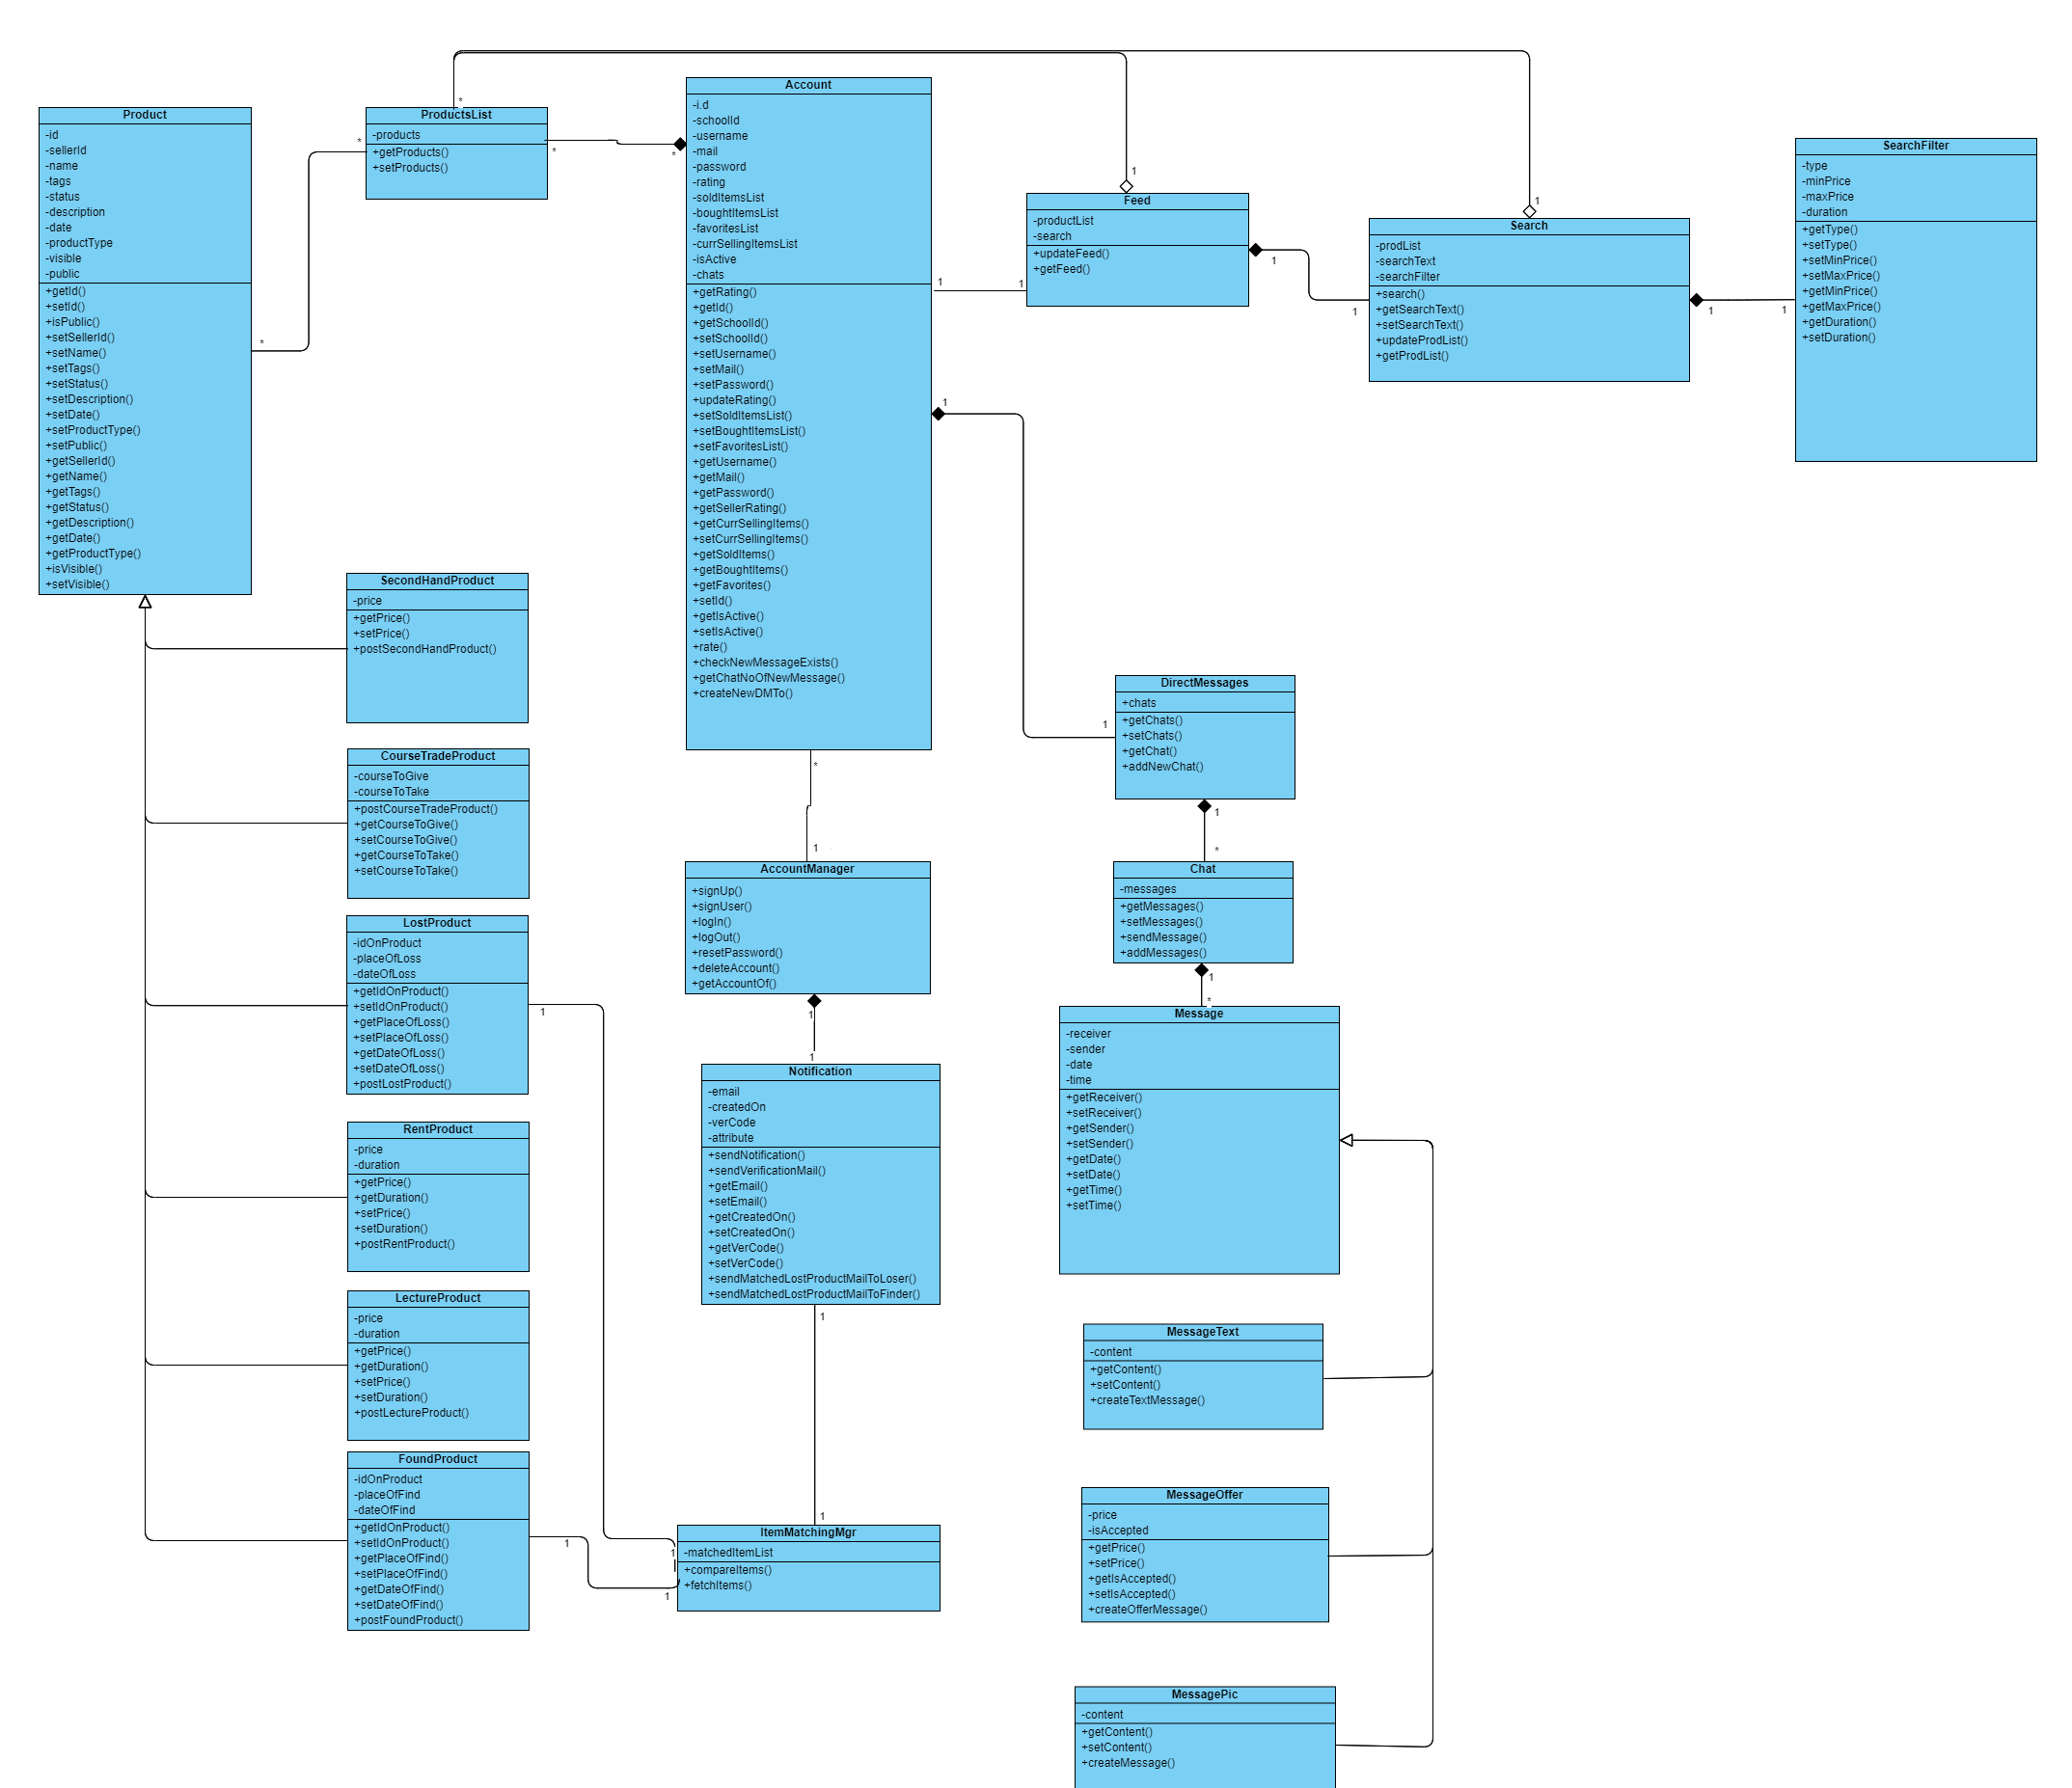 Product
-id
-sellerId
-name
-tags
-status
-description
-date
-productType
-visible
-public
+getId()
+setId()
+isPublic()
+setSellerId()
+setName()
+setTags()
+setStatus()
+setDescription()
+setDate()
+setProductType()
+setPublic()
+getSellerId()
+getName()
+getTags()
+getStatus()
+getDescription()
+getDate()
+getProductType()
+isVisible()
+setVisible()
*
*
*
ProductsList
-products
+getProducts()
+setProducts()
*
*
Account
-i.d
-schoolId
-username
-mail
-password
-rating
-soldItemsList
-boughtItemsList
-favoritesList
-currSellingItemsList
-isActive
-chats
+getRating()
+getId()
+getSchoolId()
+setSchoolId()
+setUsername()
+setMail()
+setPassword()
+updateRating()
+setSoldItemsList()
+setBoughtItemsList()
+setFavoritesList()
+getUsername()
+getMail()
+getPassword()
+getSellerRating()
+getCurrSellingItems()
+setCurrSellingItems()
+getSoldItems()
+getBoughtItems()
+getFavorites()
+setId()
+getIsActive()
+setIsActive()
+rate()
+checkNewMessageExists()
+getChatNoOfNewMessage()
+createNewDMTo()
1
1
1
Feed
-productList
-search
+updateFeed()
+getFeed()
1
1
1
Search
-prodList
-searchText
-searchFilter
+search()
+getSearchText()
+setSearchText()
+updateProdList()
+getProdList()
1
1
SearchFilter
-type
-minPrice
-maxPrice
-duration
+getType()
+setType()
+setMinPrice()
+setMaxPrice()
+getMinPrice()
+getMaxPrice()
+getDuration()
+setDuration()
SecondHandProduct
-price
+getPrice()
+setPrice()
+postSecondHandProduct()
CourseTradeProduct
-courseToGive
-courseToTake
+postCourseTradeProduct()
+getCourseToGive()
+setCourseToGive()
+getCourseToTake()
+setCourseToTake()
LostProduct
-idOnProduct
-placeOfLoss
-dateOfLoss
+getIdOnProduct()
+setIdOnProduct()
+getPlaceOfLoss()
+setPlaceOfLoss()
+getDateOfLoss()
+setDateOfLoss()
+postLostProduct()
1
RentProduct
-price
-duration
+getPrice()
+getDuration()
+setPrice()
+setDuration()
+postRentProduct()
LectureProduct
-price
-duration
+getPrice()
+getDuration()
+setPrice()
+setDuration()
+postLectureProduct()
FoundProduct
-idOnProduct
-placeOfFind
-dateOfFind
+getIdOnProduct()
+setIdOnProduct()
+getPlaceOfFind()
+setPlaceOfFind()
+getDateOfFind()
+setDateOfFind()
+postFoundProduct()
1
*
1
AccountManager
+signUp()
+signUser()
+logIn()
+logOut()
+resetPassword()
+deleteAccount()
+getAccountOf()
1
1
Notification
-email
-createdOn
-verCode
-attribute
+sendNotification()
+sendVerificationMail()
+getEmail()
+setEmail()
+getCreatedOn()
+setCreatedOn()
+getVerCode()
+setVerCode()
+sendMatchedLostProductMailToLoser()
+sendMatchedLostProductMailToFinder()
1
1
1
1
ItemMatchingMgr
-matchedItemList
+compareItems()
+fetchItems()
1
1
DirectMessages
+chats
+getChats()
+setChats()
+getChat()
+addNewChat()
1
*
Chat
-messages
+getMessages()
+setMessages()
+sendMessage()
+addMessages()
1
*
Message
-receiver
-sender
-date
-time
+getReceiver()
+setReceiver()
+getSender()
+setSender()
+getDate()
+setDate()
+getTime()
+setTime()
MessageText
-content
+getContent()
+setContent()
+createTextMessage()
MessageOffer
-price
-isAccepted
+getPrice()
+setPrice()
+getIsAccepted()
+setIsAccepted()
+createOfferMessage()
MessagePic
-content
+getContent()
+setContent()
+createMessage()